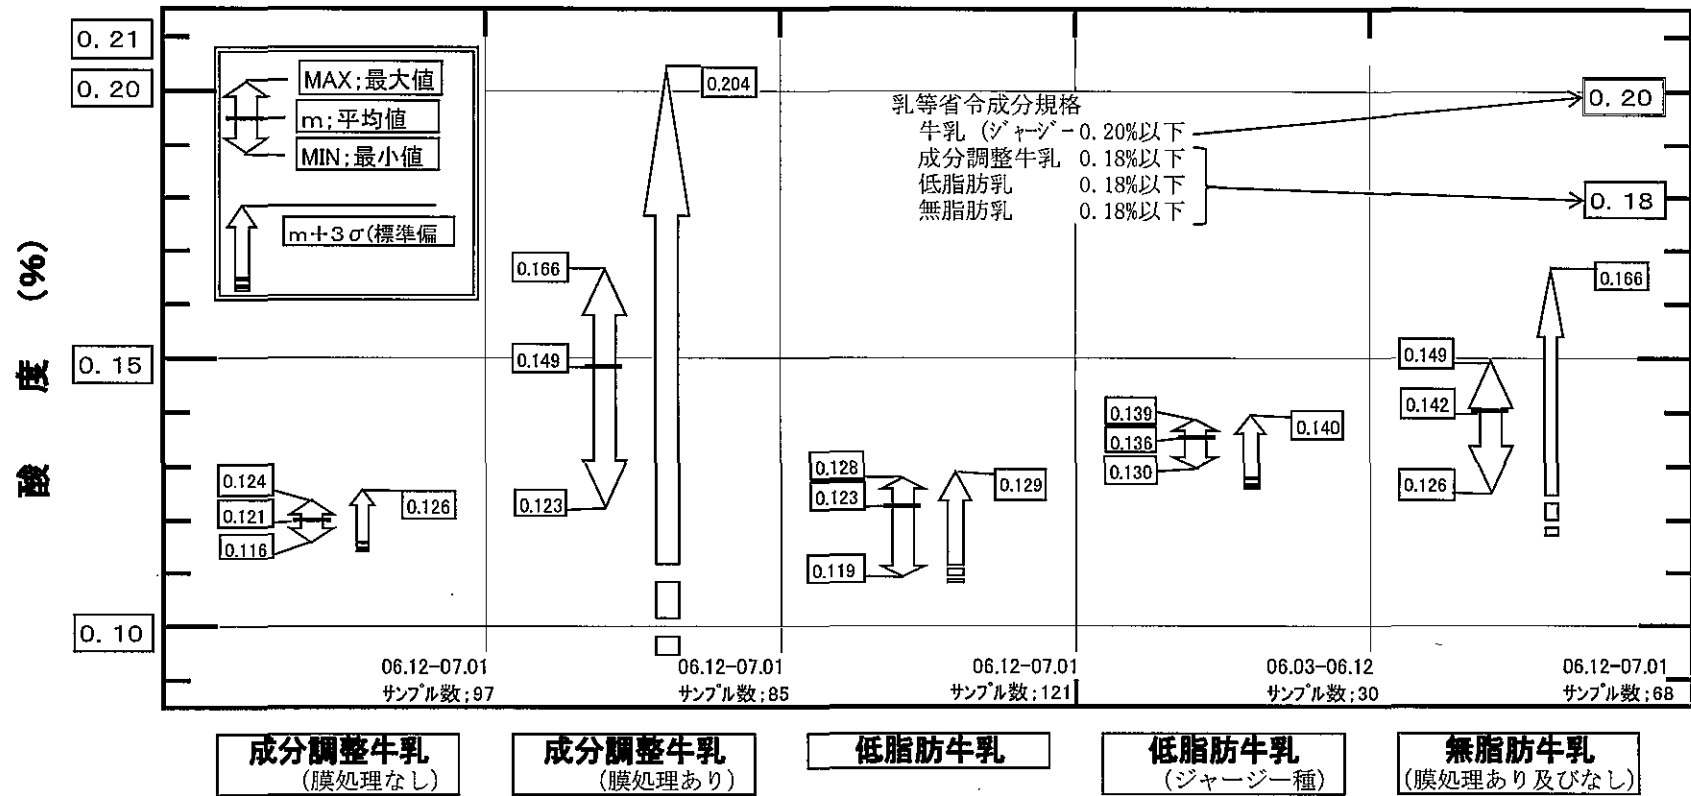 酸 度 (%)
0. 21
0. 20
0. 15
0. 10
MAX;最大値
m;平均値
MIN;最小値
m+3σ(標準偏
乳等省令成分規格
牛乳 (ジャージー0.20%以下
成分調整牛乳 0.18%以下
低脂肪乳 0.18%以下
無脂肪乳 0.18%以下
0. 20
0. 18
0.124
0.121
0.116
0.126
0.166
0.149
0.123
0.204
0.128
0.123
0.119
0.129
0.139
0.136
0.130
0.140
0.149
0.142
0.126
0.166
06.12-07.01
サンプル数;97
06.12-07.01
サンプル数;85
06.12-07.01
サンプル数;121
06.03-06.12
サンプル数;30
06.12-07.01
サンプル数;68
成分調整牛乳
(膜処理なし)
成分調整牛乳
(膜処理あり)
低脂肪牛乳
低脂肪牛乳
(ジャージー種)
無脂肪牛乳
(膜処理あり及びなし)